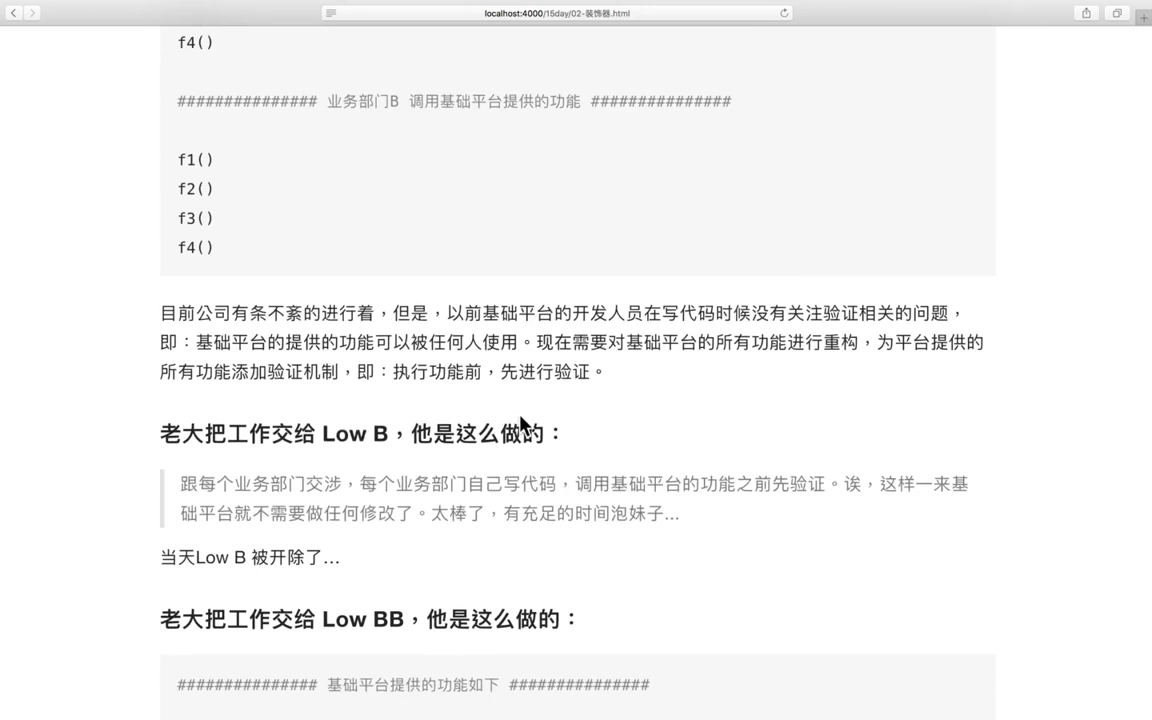 localhost:4000/15day/02-装饰器.html
f4()
############### 业务部门B 调用基础平台提供的功能 ###############
f1()
f2()
f3()
f4()
目前公司有条不紊的进行着，但是，以前基础平台的开发人员在写代码时候没有关注验证相关的问题，
即：基础平台的提供的功能可以被任何人使用。现在需要对基础平台的所有功能进行重构，为平台提供的
所有功能添加验证机制，即：执行功能前，先进行验证。
老大把工作交给 Low B，他是这么做的：
跟每个业务部门交涉，每个业务部门自己写代码，调用基础平台的功能之前先验证。诶，这样一来基
础平台就不需要做任何修改了。太棒了，有充足的时间泡妹子...
当天Low B 被开除了…
老大把工作交给 Low BB，他是这么做的：
############### 基础平台提供的功能如下 ###############